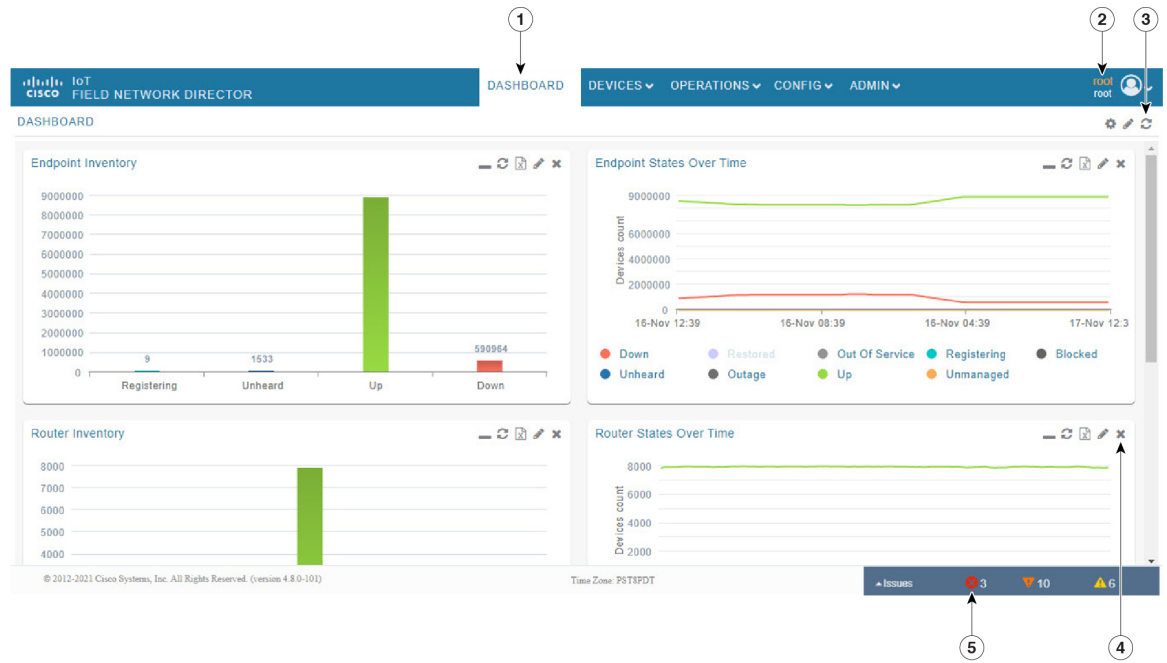 1 2 3
IoT
CISCO FIELD NETWORK DIRECTOR
DASHBOARD DEVICES OPERATIONS CONFIG ADMIN
root
root
DASHBOARD
Endpoint Inventory
9000000
8000000
7000000
6000000
5000000
4000000
3000000
2000000
1000000
0
9 1533 590964
Registering Unheard Up Down
Endpoint States Over Time
Devices count
9000000
6000000
4000000
2000000
0
16-Nov 12:39 16-Nov 08:39 16-Nov 04:39 17-Nov 12:3
Down Restored Out Of Service Registering Blocked
Unheard Outage Up Unmanaged
Router Inventory
8000
7000
6000
5000
4000
Router States Over Time
Devices count
8000
6000
4000
2000
© 2012-2021 Cisco Systems, Inc. All Rights Reserved. (version 4.8.0-101) Time Zone: PST8PDT
Issues 3 10 6
5 4